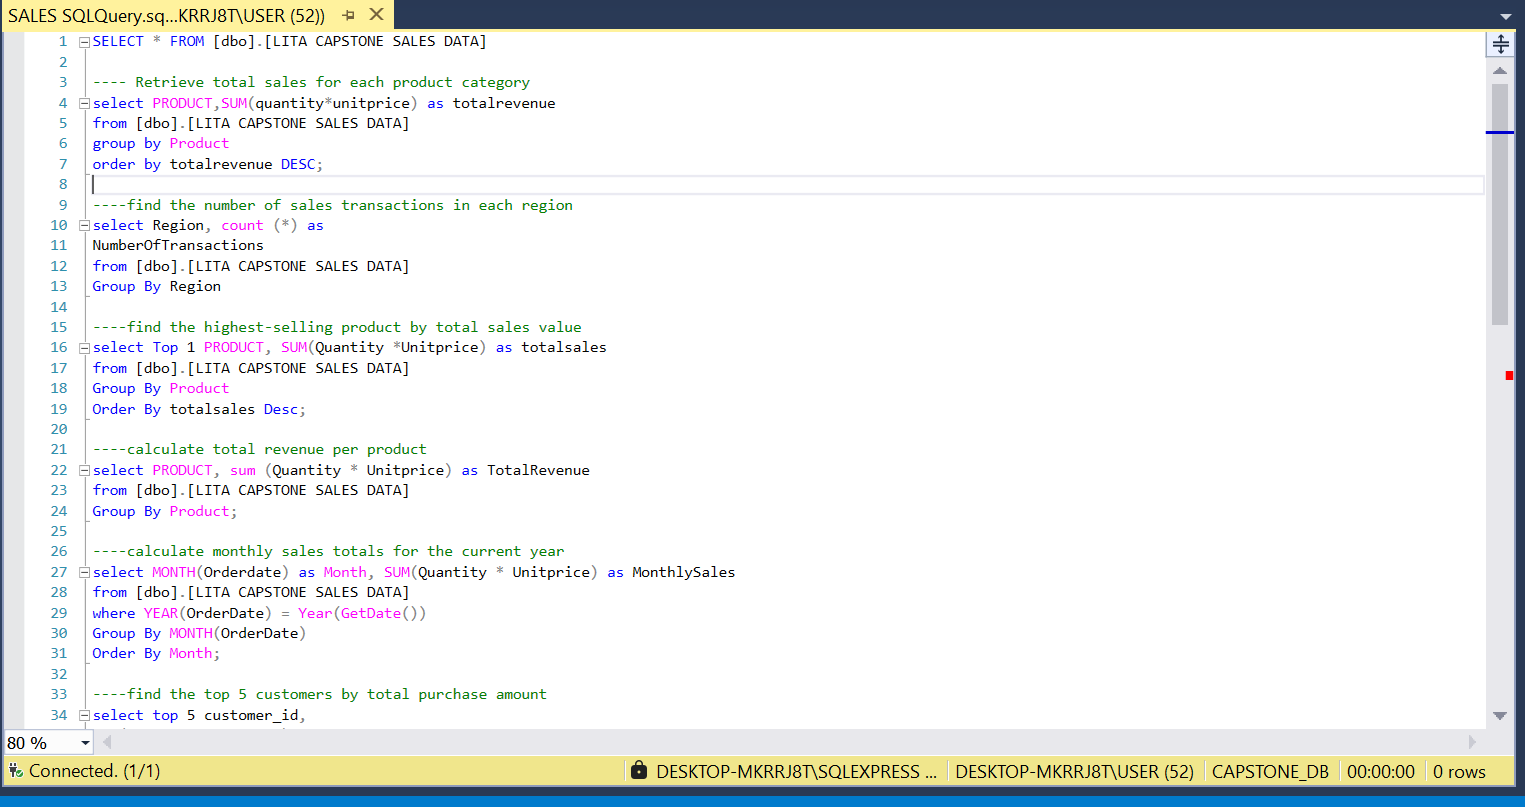 SALES SQLQuery.sq...KRRJ8T\USER (52))
1 SELECT * FROM [dbo].[LITA CAPSTONE SALES DATA]
2
3 ---- Retrieve total sales for each product category
4 select PRODUCT,SUM(quantity*unitprice) as totalrevenue
5 from [dbo].[LITA CAPSTONE SALES DATA]
6 group by Product
7 order by totalrevenue DESC;
8
9 ----find the number of sales transactions in each region
10 select Region, count (*) as
11 NumberOfTransactions
12 from [dbo].[LITA CAPSTONE SALES DATA]
13 Group By Region
14
15 ----find the highest-selling product by total sales value
16 select Top 1 PRODUCT, SUM(Quantity *Unitprice) as totalsales
17 from [dbo].[LITA CAPSTONE SALES DATA]
18 Group By Product
19 Order By totalsales Desc;
20
21 ----calculate total revenue per product
22 select PRODUCT, sum (Quantity * Unitprice) as TotalRevenue
23 from [dbo].[LITA CAPSTONE SALES DATA]
24 Group By Product;
25
26 ----calculate monthly sales totals for the current year
27 select MONTH(Orderdate) as Month, SUM(Quantity * Unitprice) as MonthlySales
28 from [dbo].[LITA CAPSTONE SALES DATA]
29 where YEAR(OrderDate) = Year(GetDate())
30 Group By MONTH(OrderDate)
31 Order By Month;
32
33 ----find the top 5 customers by total purchase amount
34 select top 5 customer_id,
80 %
Connected. (1/1) DESKTOP-MKRRJ8T\SQLEXPRESS ... DESKTOP-MKRRJ8T\USER (52) CAPSTONE_DB 00:00:00 0 rows